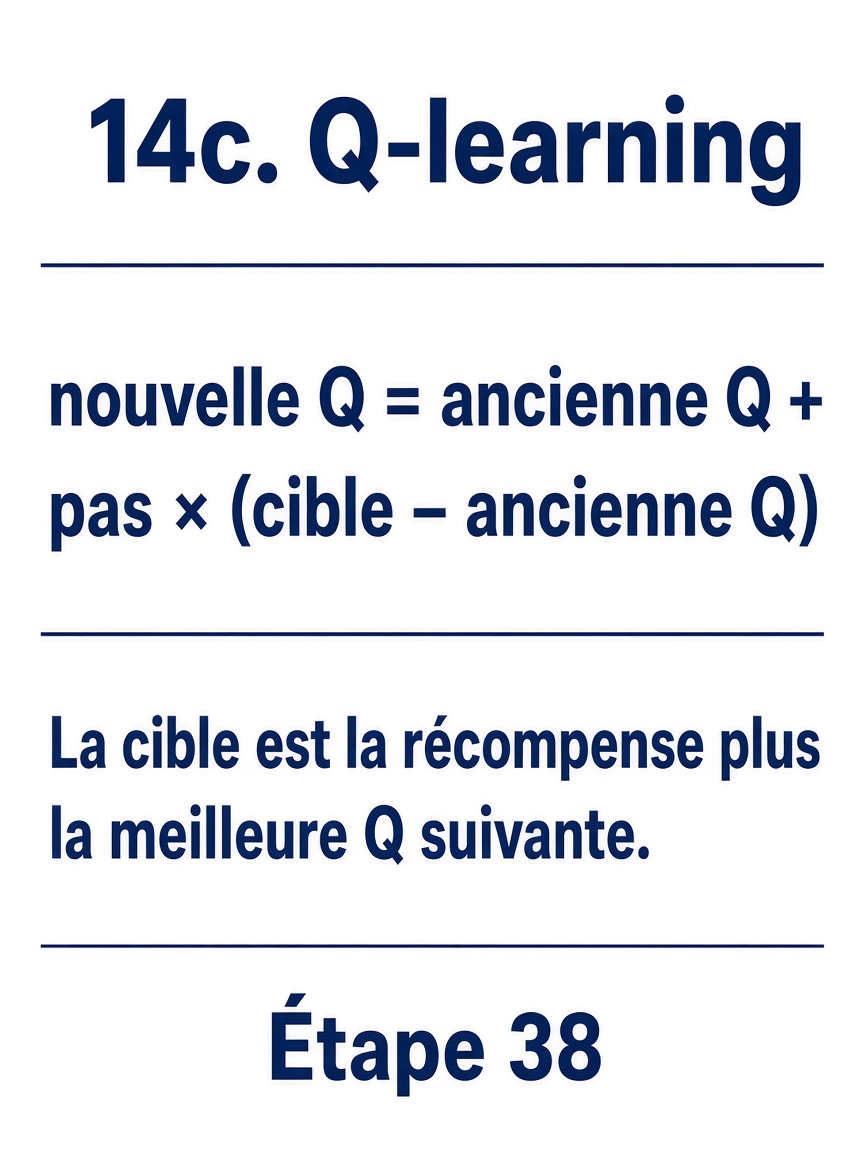 14c. Q-learning
nouvelle Q = ancienne Q +
pas × (cible – ancienne Q)
La cible est la récompense plus
la meilleure Q suivante.
Étape 38